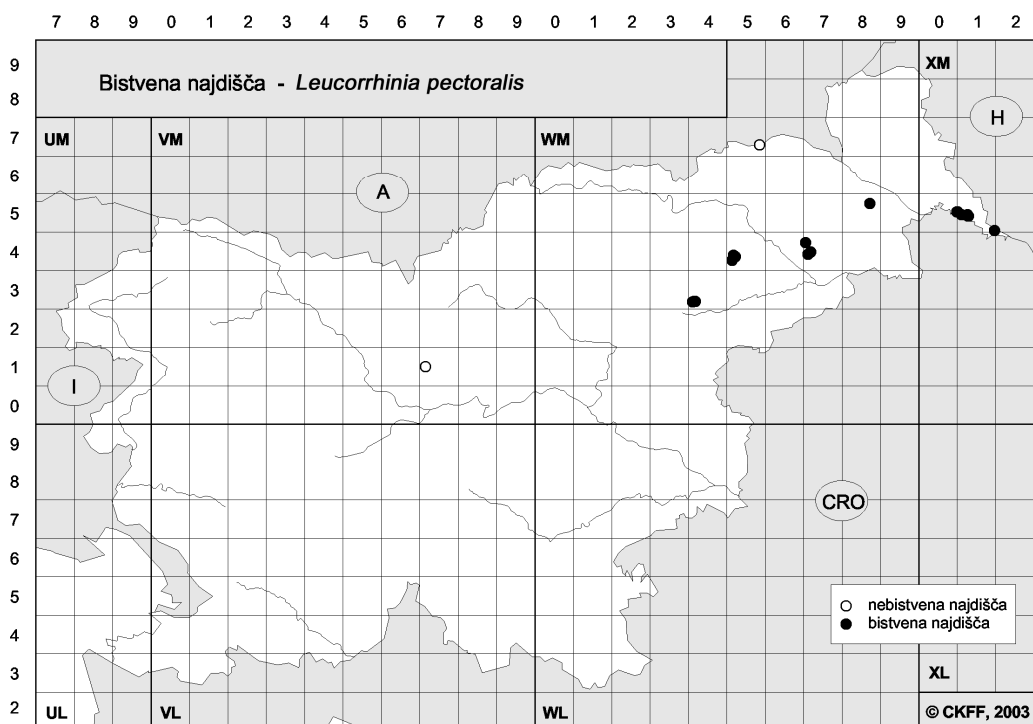 7 8 9 0 1 2 3 4 5 6 7 8 9 0 1 2 3 4 5 6 7 8 9 0 1 2
9
Bistvena najdišča - Leucorrhinia pectoralis
XM
8
H
7
UM VM WM
6
A
5
4
3
2
1
I
0
9
8
7
CRO
6
5
nebistvena najdišča
bistvena najdišča
4
3
XL
2
UL VL WL
© CKFF, 2003